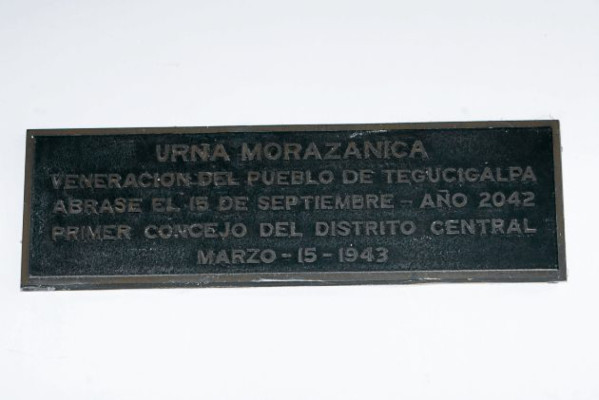 URNA MORAZANICA
VENERACION DEL PUEBLO DE TEGUCIGALPA
ABRASE EL 15 DE SEPTIEMBRE - AÑO 2042
PRIMER CONCEJO DEL DISTRITO CENTRAL
MARZO - 15 - 1943